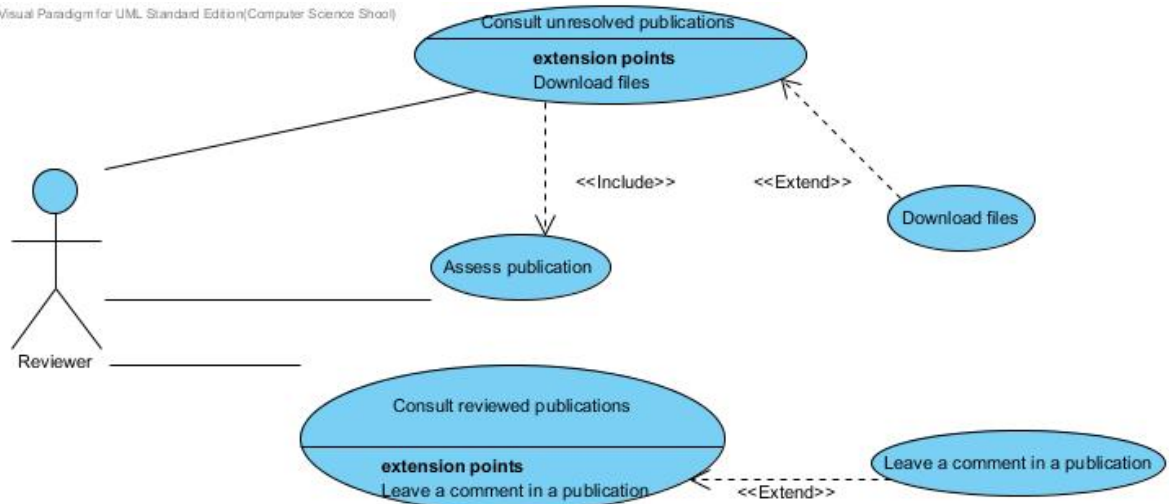 Visual Paradigm for UML Standard Edition(Computer Science Shool)
Consult unresolved publications
extension points
Download files
<<Include>>
<<Extend>>
Download files
Assess publication
Reviewer
Consult reviewed publications
extension points
Leave a comment in a publication
Leave a comment in a publication
<<Extend>>